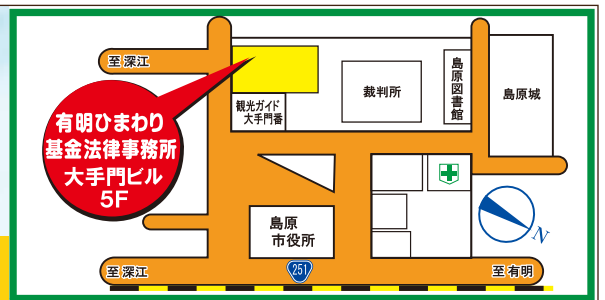 至 深江
有明ひまわり
基金法律事務所
大手門ビル
5F
観光ガイド
大手門番
裁判所
島原図書館
島原城
島原
市役所
N
至 深江
251
至 有明